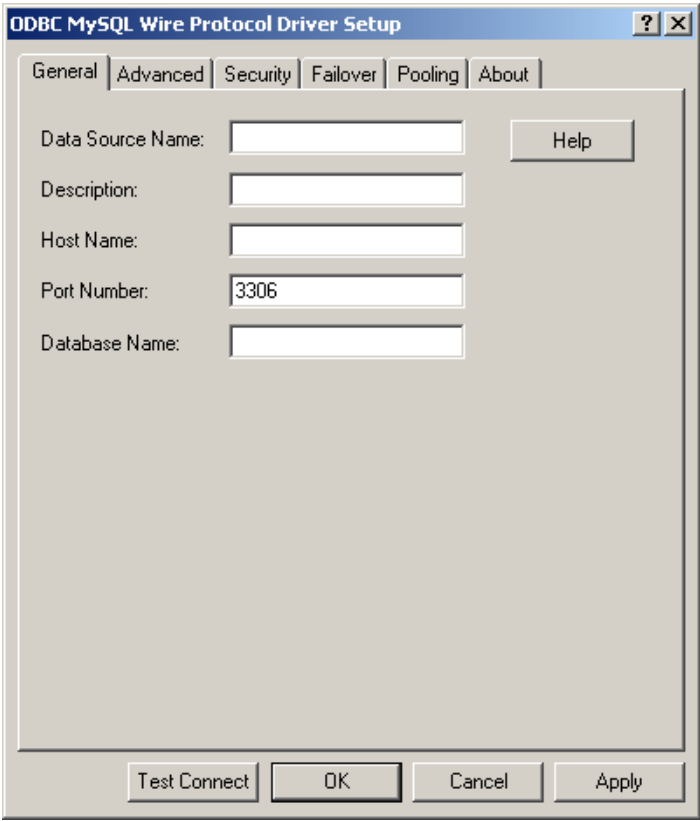 ODBC MySQL Wire Protocol Driver Setup
General Advanced Security Failover Pooling About
Data Source Name: Help
Description:
Host Name:
Port Number: 3306
Database Name:
Test Connect OK Cancel Apply